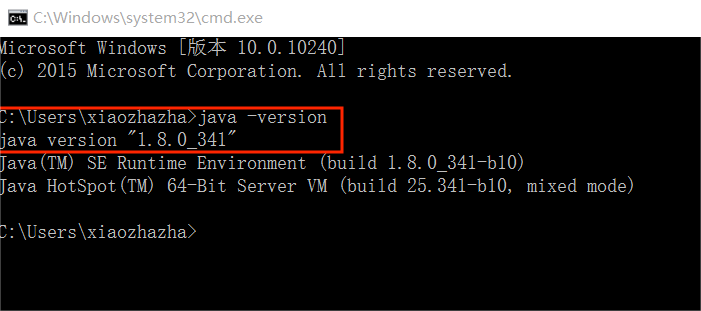 C:\Windows\system32\cmd.exe
Microsoft Windows [版本 10.0.10240]
(c) 2015 Microsoft Corporation. All rights reserved.
C:\Users\xiaozhazha>java -version
java version "1.8.0_341"
Java(TM) SE Runtime Environment (build 1.8.0_341-b10)
Java HotSpot(TM) 64-Bit Server VM (build 25.341-b10, mixed mode)
C:\Users\xiaozhazha>